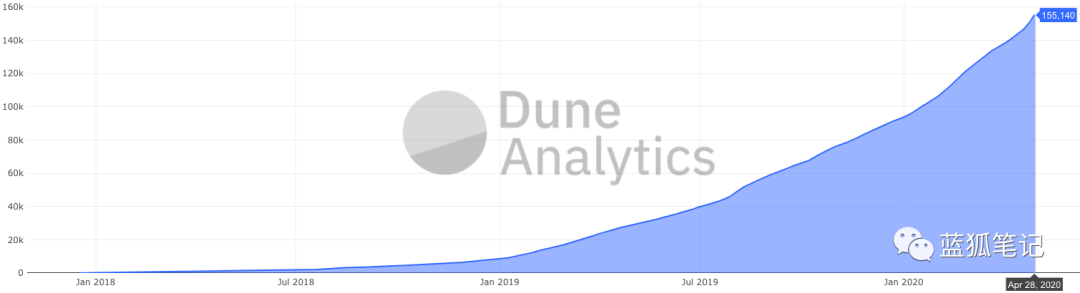 160k
155,140
140k
120k
100k
80k
60k
40k
20k
0
Dune
Analytics
蓝狐笔记
Jan 2018
Jul 2018
Jan 2019
Jul 2019
Jan 2020
Apr 28, 2020